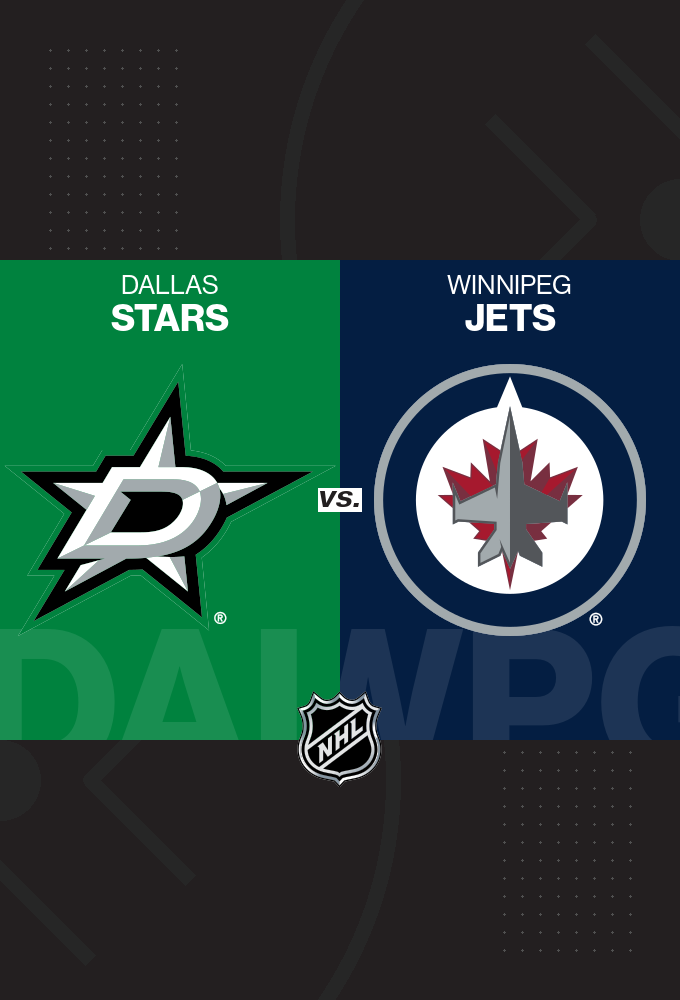 DALLAS
STARS
WINNIPEG
JETS
D
vs.
®
®
DAL
WPG
NHL